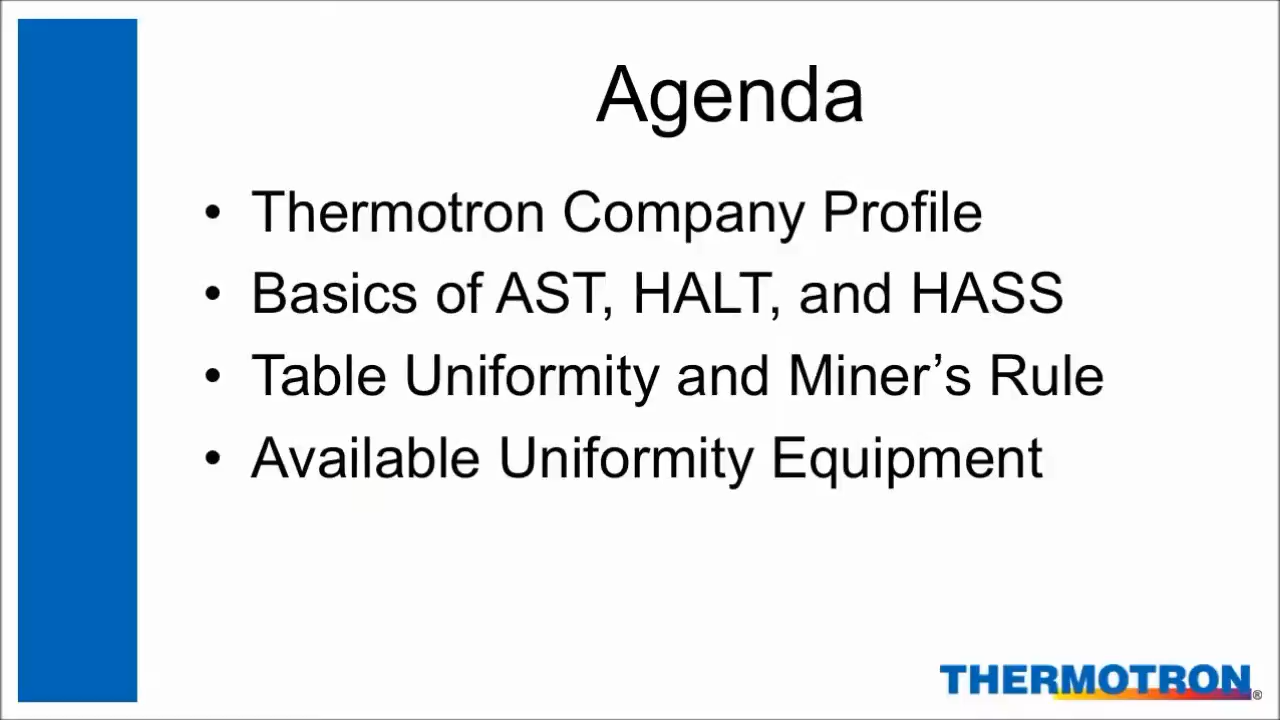 Agenda
• Thermotron Company Profile
• Basics of AST, HALT, and HASS
• Table Uniformity and Miner’s Rule
• Available Uniformity Equipment
THERMOTRON®